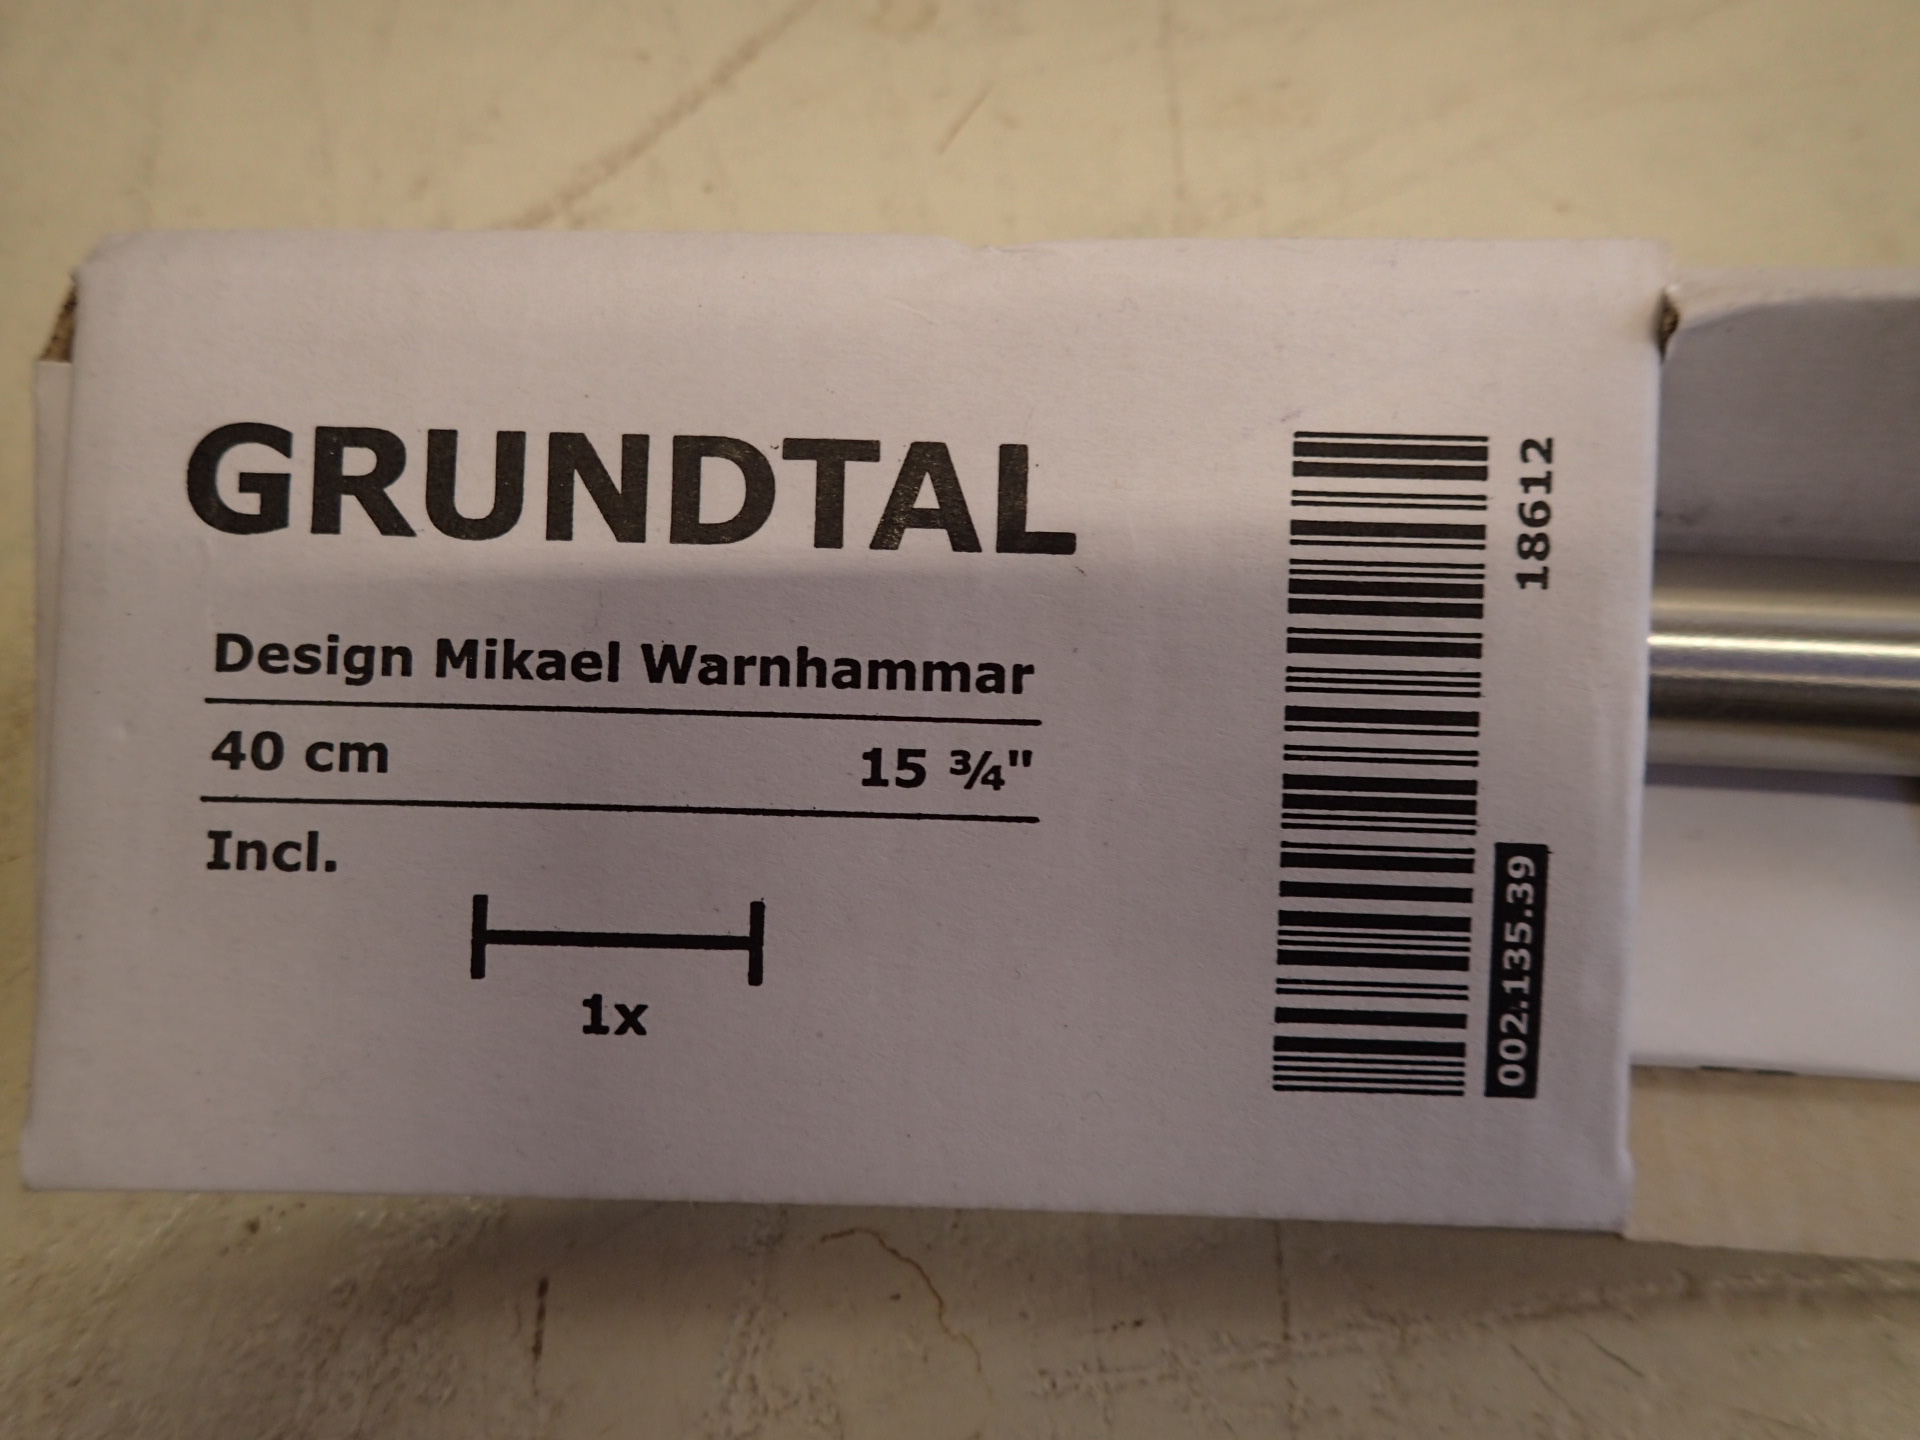 GRUNDTAL
Design Mikael Warnhammar
40 cm 15 ¾"
Incl.
1x
18612
002.135.39